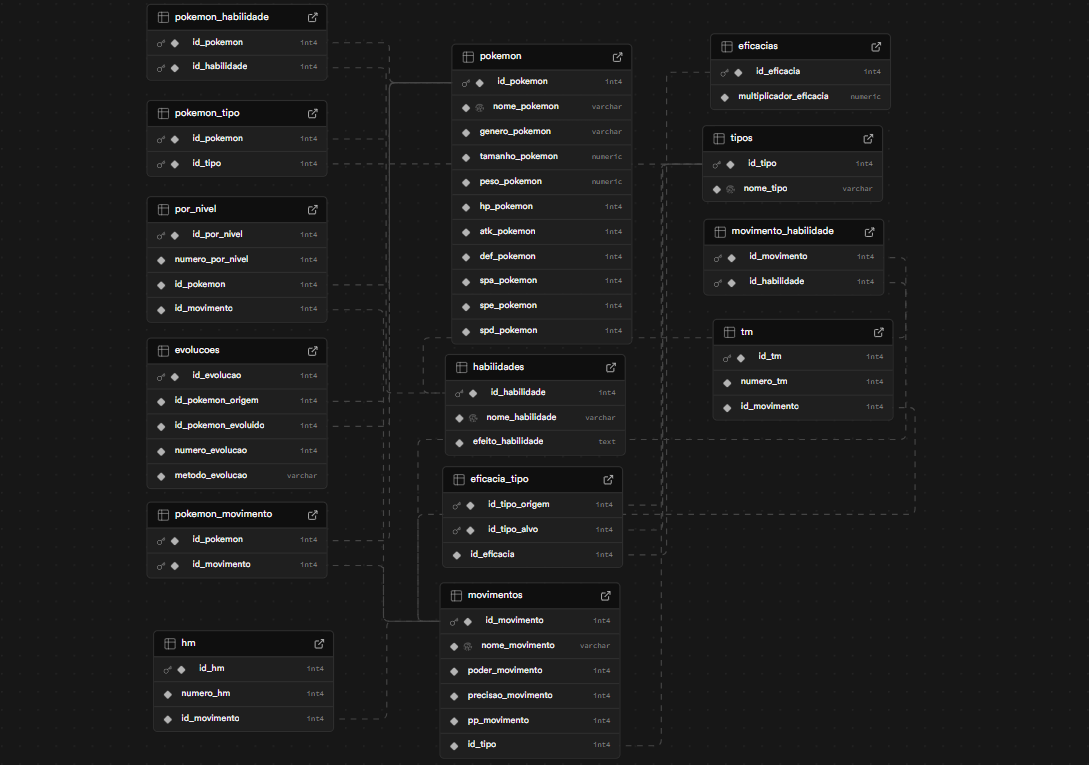 pokemon_habilidade
id_pokemon int4
id_habilidade int4
pokemon_tipo
id_pokemon int4
id_tipo int4
por_nivel
id_por_nivel int4
numero_por_nivel int4
id_pokemon int4
id_movimento int4
evolucoes
id_evolucao int4
id_pokemon_origem int4
id_pokemon_evoluido int4
numero_evolucao int4
metodo_evolucao varchar
pokemon_movimento
id_pokemon int4
id_movimento int4
hm
id_hm int4
numero_hm int4
id_movimento int4
pokemon
id_pokemon int4
nome_pokemon varchar
genero_pokemon varchar
tamanho_pokemon numeric
peso_pokemon numeric
hp_pokemon int4
atk_pokemon int4
def_pokemon int4
spa_pokemon int4
spe_pokemon int4
spd_pokemon int4
habilidades
id_habilidade int4
nome_habilidade varchar
efeito_habilidade text
eficacia_tipo
id_tipo_origem int4
id_tipo_alvo int4
id_eficacia int4
movimentos
id_movimento int4
nome_movimento varchar
poder_movimento int4
precisao_movimento int4
pp_movimento int4
id_tipo int4
eficacias
id_eficacia int4
multiplicador_eficacia numeric
tipos
id_tipo int4
nome_tipo varchar
movimento_habilidade
id_movimento int4
id_habilidade int4
tm
id_tm int4
numero_tm int4
id_movimento int4